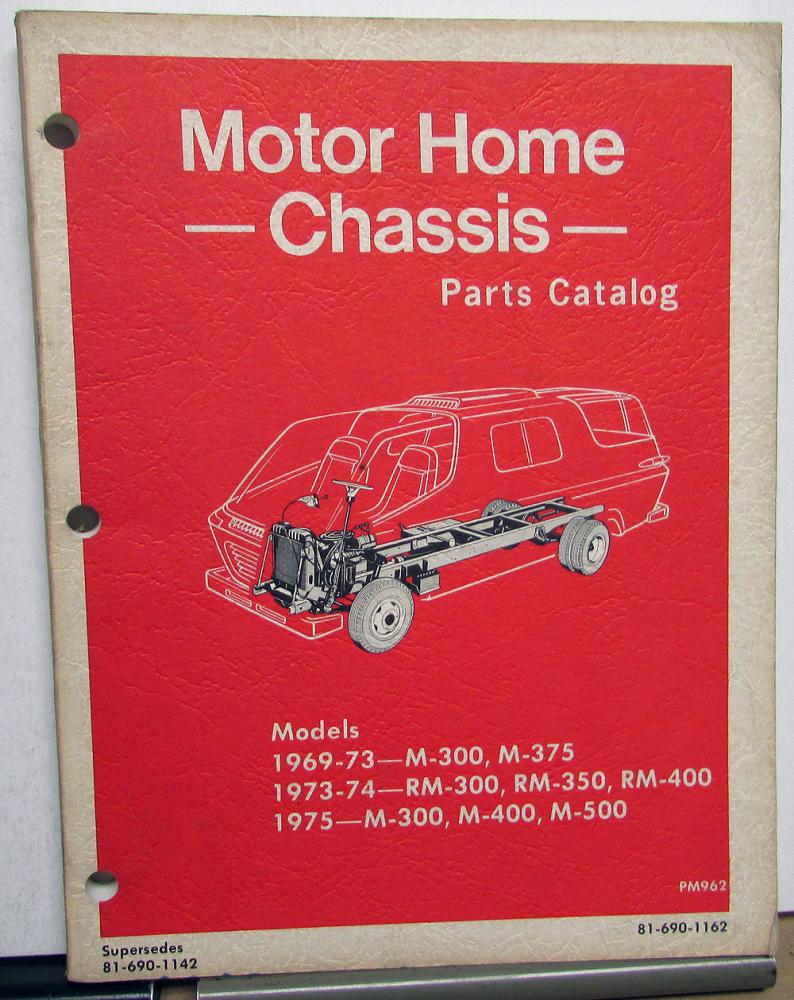 Motor Home
— Chassis —
Parts Catalog
Models
1969-73—M-300, M-375
1973-74—RM-300, RM-350, RM-400
1975—M-300, M-400, M-500
PM962
81-690-1162
Supersedes
81-690-1142